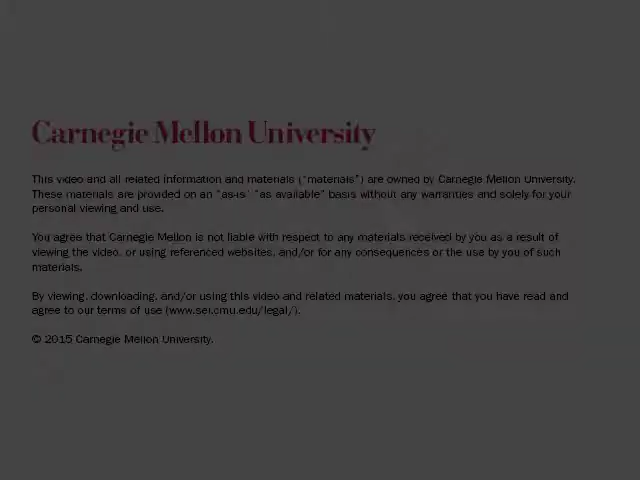 Carnegie Mellon University
This video and all related information and materials ("materials") are owned by Carnegie Mellon University.
These materials are provided on an "as-is" "as available" basis without any warranties and solely for your
personal viewing and use.
You agree that Carnegie Mellon is not liable with respect to any materials received by you as a result of
viewing the video, or using referenced websites, and/or for any consequences or the use by you of such
materials.
By viewing, downloading, and/or using this video and related materials, you agree that you have read and
agree to our terms of use (www.sei.cmu.edu/legal/).
© 2015 Carnegie Mellon University.